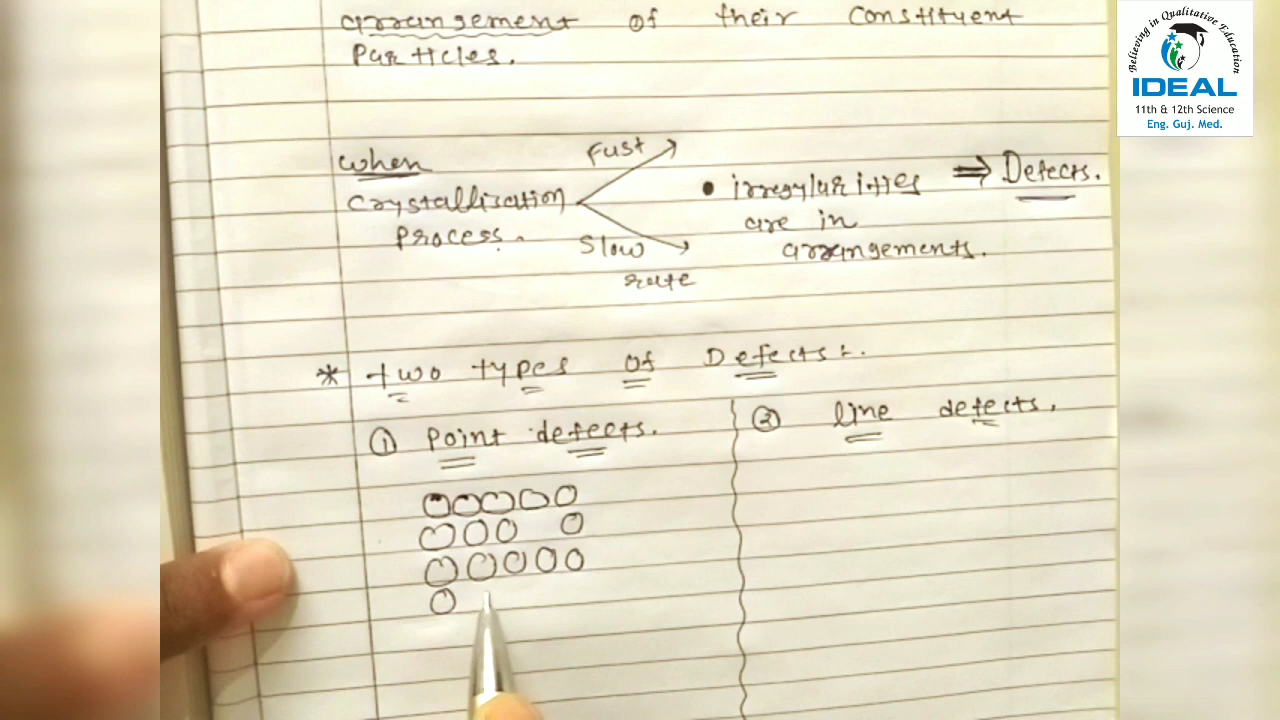 arrangement of their constituent
particles.
when
crystallisation
process.
Fast
Slow
rate
• irregularities
are in
arrangements.
⇒ Defects.
* two types of Defects:
① point defects.
② line defects.
Believing in Qualitative Education
IDEAL
11th & 12th Science
Eng. Guj. Med.